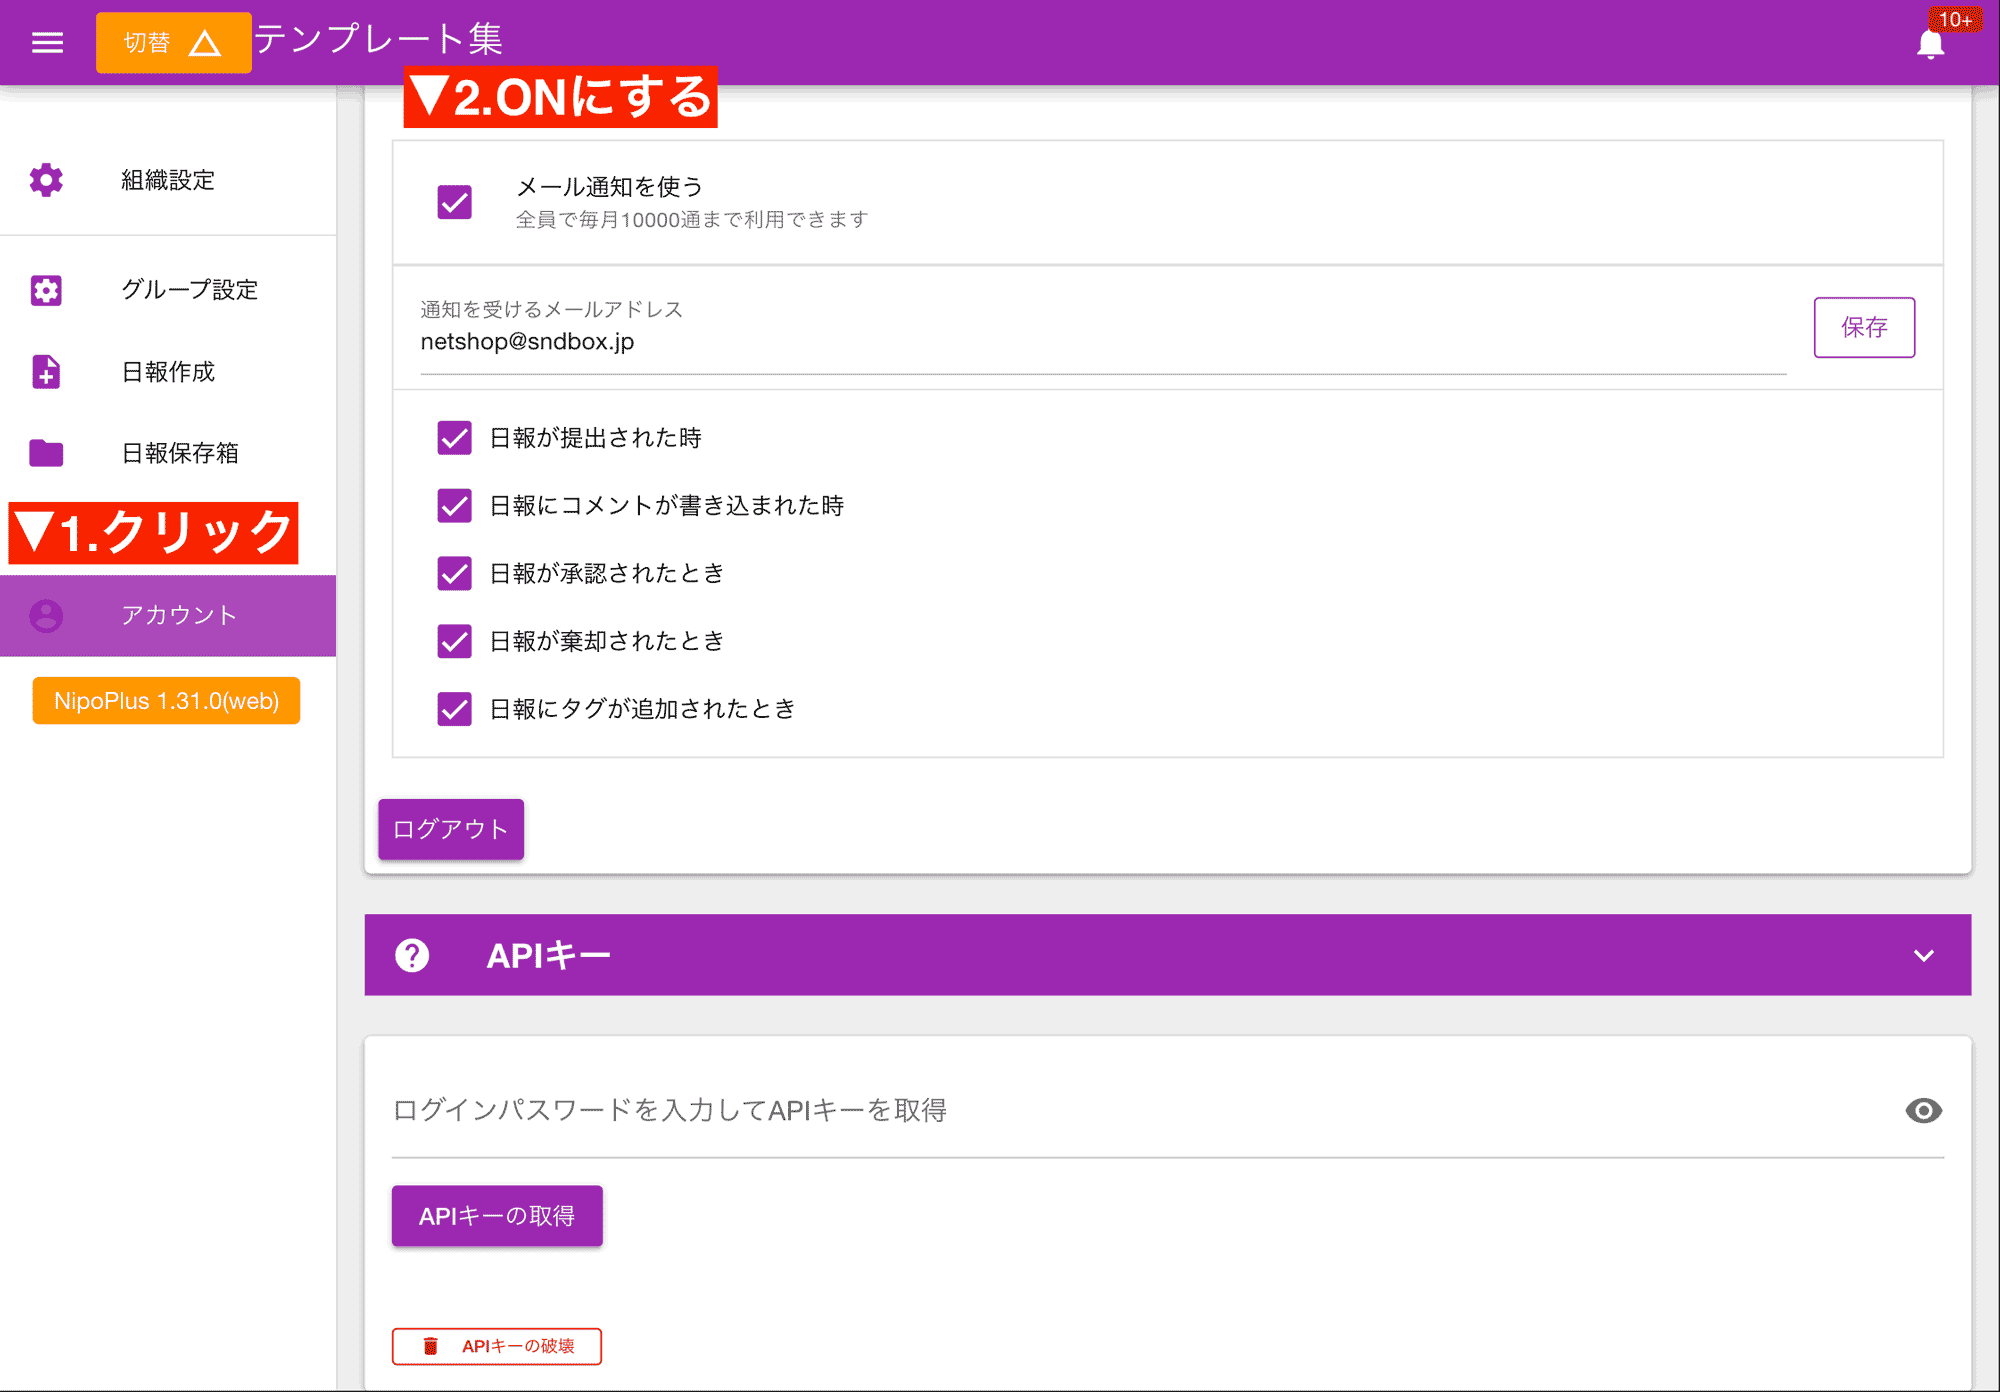 切替
テンプレート集
10+
▼2.ONにする
組織設定
グループ設定
日報作成
日報保存箱
▼1.クリック
アカウント
NipoPlus 1.31.0(web)
メール通知を使う
全員で毎月10000通まで利用できます
通知を受けるメールアドレス
netshop@sndbox.jp
保存
日報が提出された時
日報にコメントが書き込まれた時
日報が承認されたとき
日報が棄却されたとき
日報にタグが追加されたとき
ログアウト
APIキー
ログインパスワードを入力してAPIキーを取得
APIキーの取得
APIキーの破壊